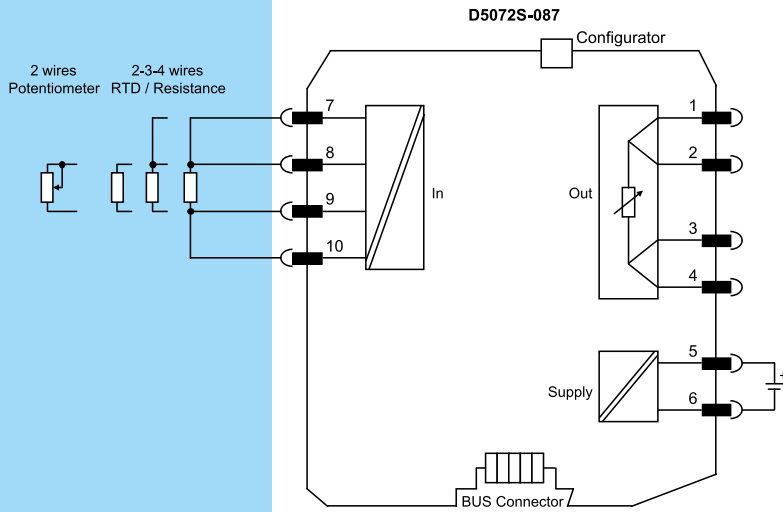 D5072S-087
Configurator
2 wires
Potentiometer
2-3-4 wires
RTD / Resistance
7
8
9
10
In
Out
1
2
3
4
Supply
5
6
+
BUS Connector